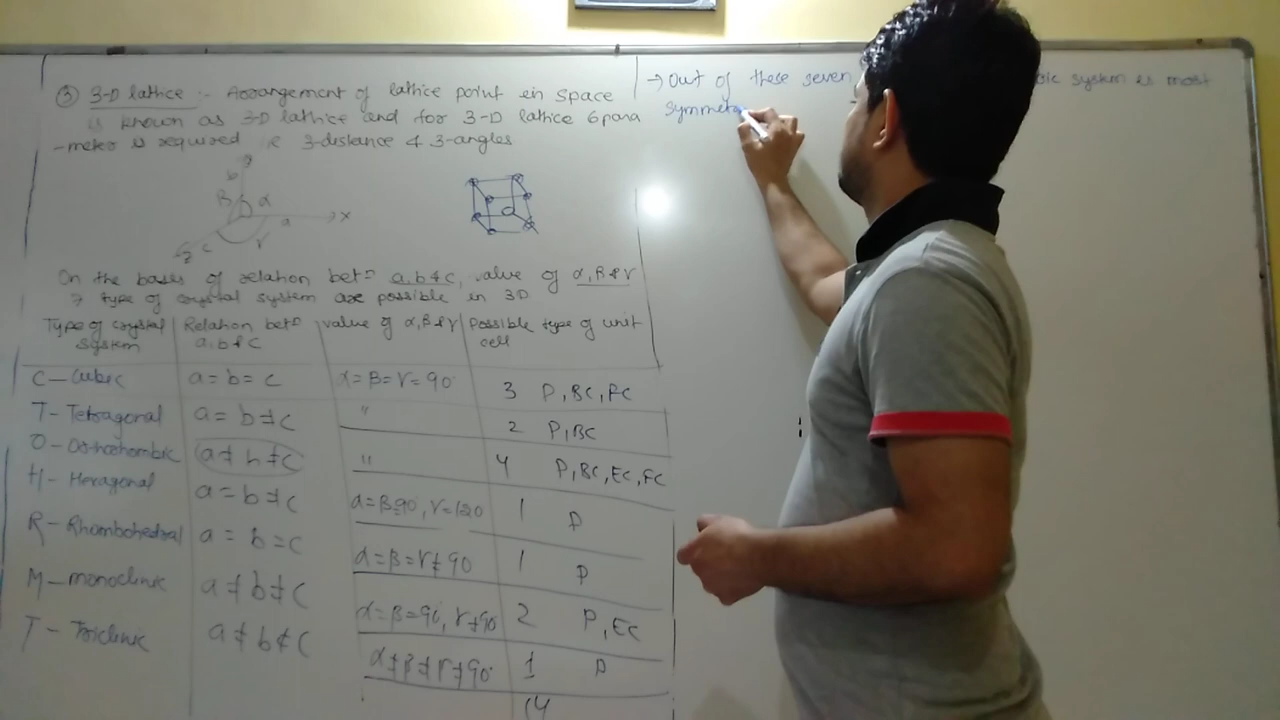 ③ 3-D lattice :- Arrangement of lattice point in space
is known as 3-D lattice and for 3-D lattice 6 para
-meter is required ie 3-distance & 3-angles
b
β α
a x
z c γ
On the bases of relation betⁿ a, b & c, value of α, β & γ
7 type of crystal system are possible in 3D
Type of crystal system | Relation betⁿ a, b & c | value of α, β & γ | Possible type of unit cell
C - Cubic | a = b = c | α = β = γ = 90° | 3 P, BC, FC
T - Tetragonal | a = b ≠ c | " | 2 P, BC
O - Orthorhombic | a ≠ b ≠ c | " | 4 P, BC, EC, FC
H - Hexagonal | a = b ≠ c | α = β = 90, γ = 120 | 1 P
R - Rhombohedral | a = b = c | α = β = γ ≠ 90 | 1 P
M - monoclinic | a ≠ b ≠ c | α = β = 90, γ ≠ 90 | 2 P, EC
T - Triclinic | a ≠ b ≠ c | α ≠ β ≠ γ ≠ 90° | 1 P
14
→ Out of these seven system is most
symmetr